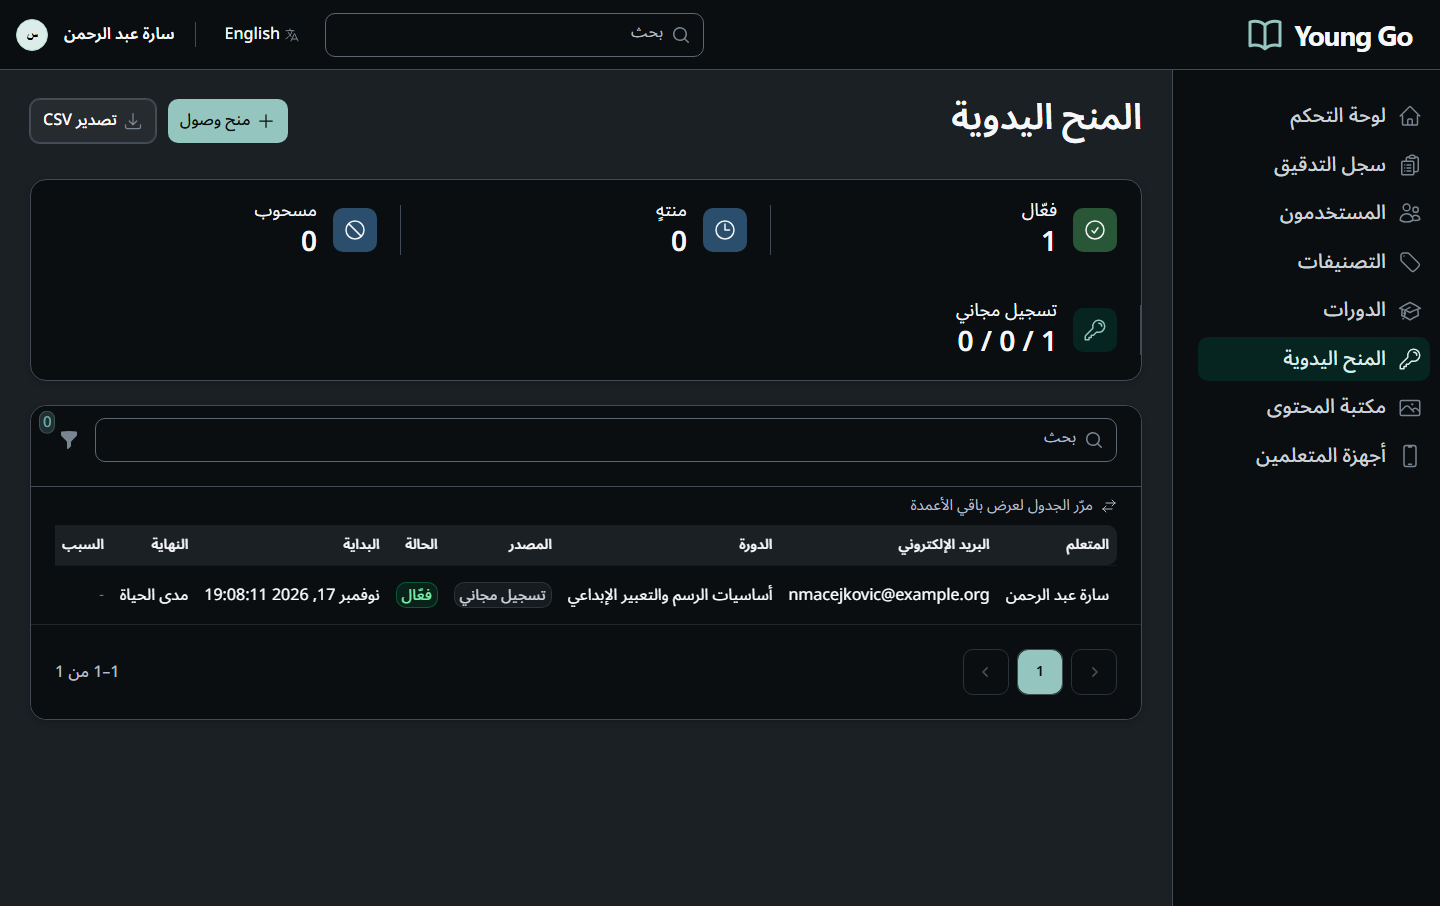 Young Go
بحث
English
سارة عبد الرحمن
س
لوحة التحكم
سجل التدقيق
المستخدمون
التصنيفات
الدورات
المنح اليدوية
مكتبة المحتوى
أجهزة المتعلمين
المنح اليدوية
منح وصول
تصدير CSV
فعّال
1
منتهٍ
0
مسحوب
0
تسجيل مجاني
1 / 0 / 0
بحث
0
مرّر الجدول لعرض باقي الأعمدة
المتعلم البريد الإلكتروني الدورة المصدر الحالة البداية النهاية السبب
سارة عبد الرحمن nmacejkovic@example.org أساسيات الرسم والتعبير الإبداعي تسجيل مجاني فعّال نوفمبر 17, 2026 19:08:11 مدى الحياة -
1
1–1 من 1